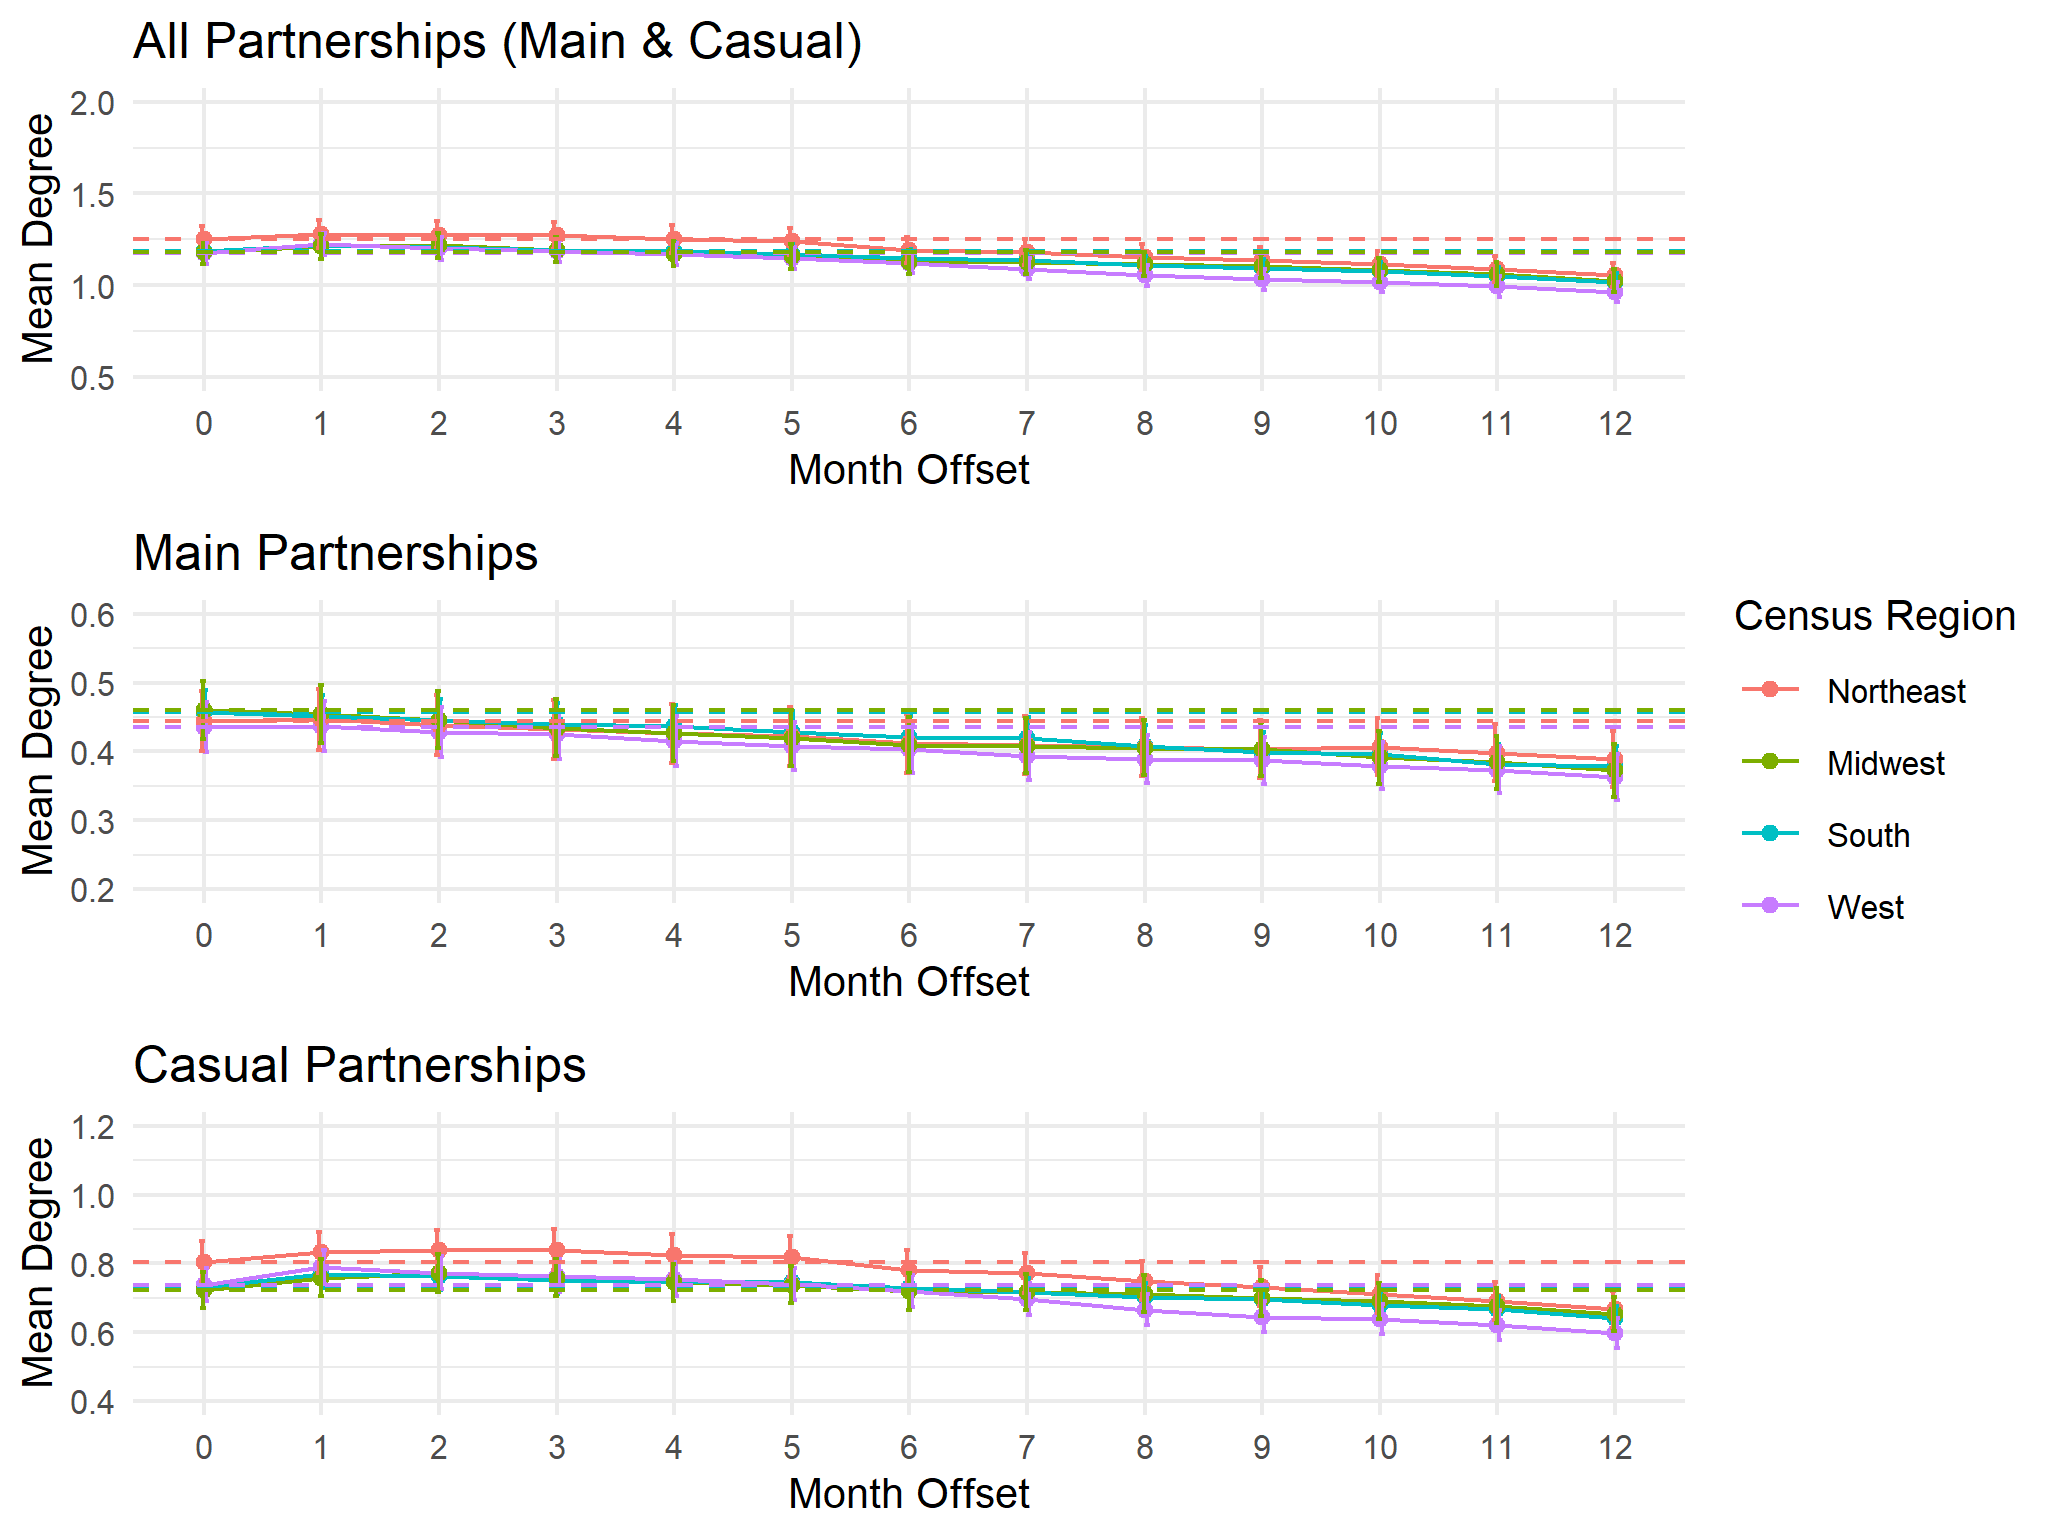 All Partnerships (Main & Casual)
2.0
1.5
1.0
0.5
Mean Degree
0 1 2 3 4 5 6 7 8 9 10 11 12
Month Offset
Main Partnerships
0.6
0.5
0.4
0.3
0.2
Mean Degree
0 1 2 3 4 5 6 7 8 9 10 11 12
Month Offset
Census Region
Northeast
Midwest
South
West
Casual Partnerships
1.2
1.0
0.8
0.6
0.4
Mean Degree
0 1 2 3 4 5 6 7 8 9 10 11 12
Month Offset